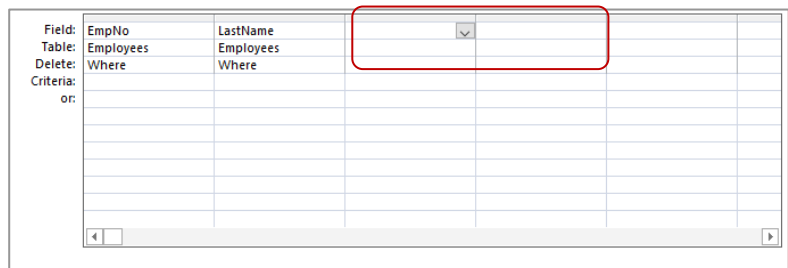 Field: EmpNo LastName
Table: Employees Employees
Delete: Where Where
Criteria:
or: